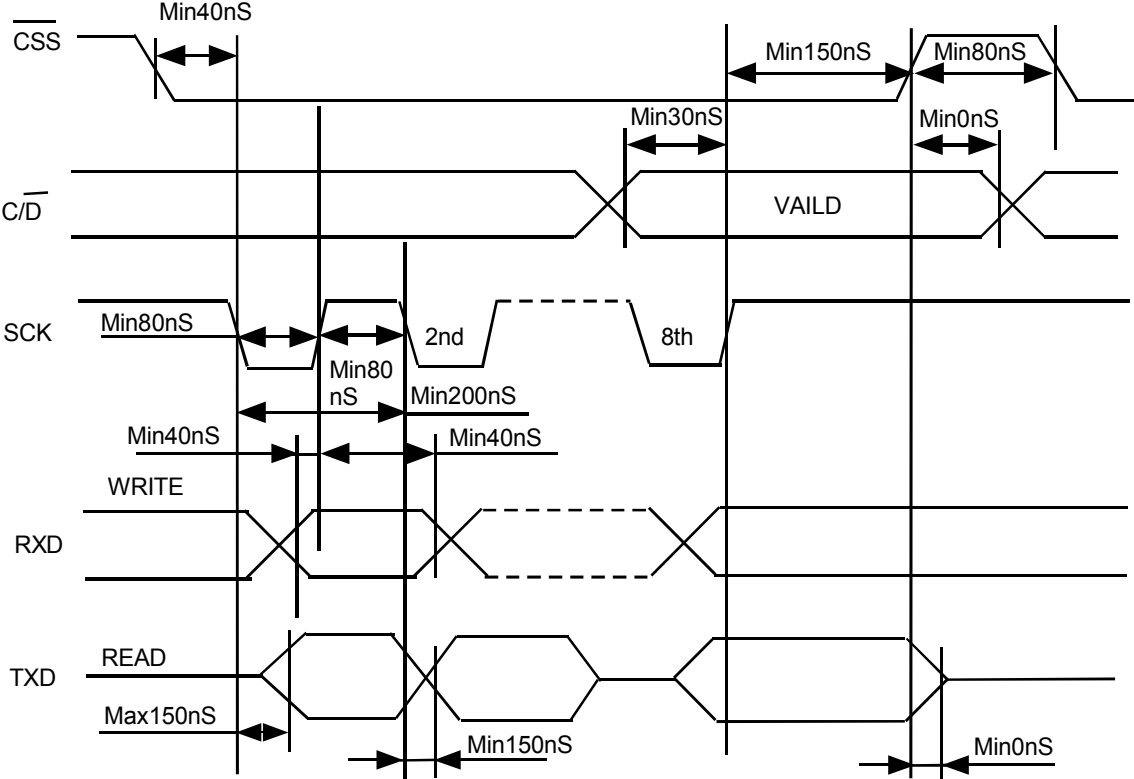 Min40nS
CSS
Min150nS
Min80nS
Min30nS
Min0nS
C/D
VAILD
SCK
Min80nS
2nd
8th
Min80
nS
Min200nS
Min40nS
Min40nS
WRITE
RXD
READ
TXD
Max150nS
Min150nS
Min0nS